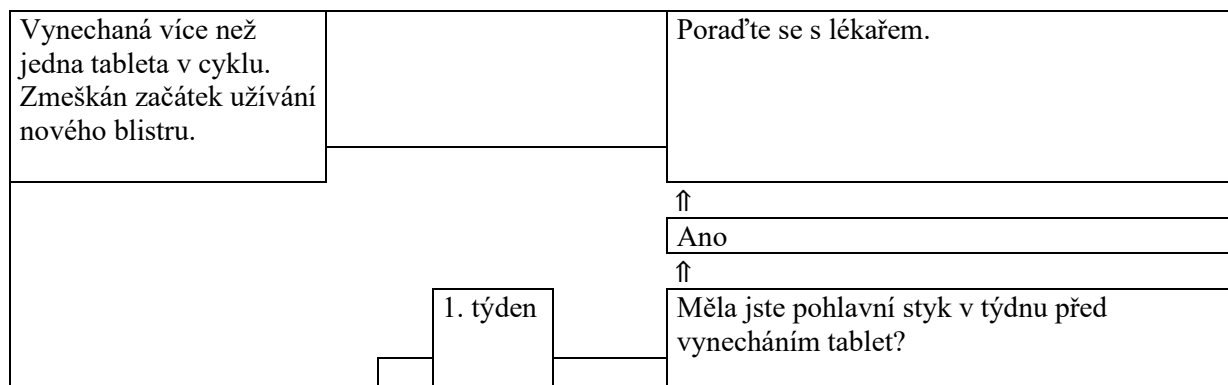 Vynechaná více než
jedna tableta v cyklu.
Zmeškán začátek užívání
nového blistru.
Poraďte se s lékařem.
⇑
Ano
⇑
1. týden
Měla jste pohlavní styk v týdnu před
vynecháním tablet?